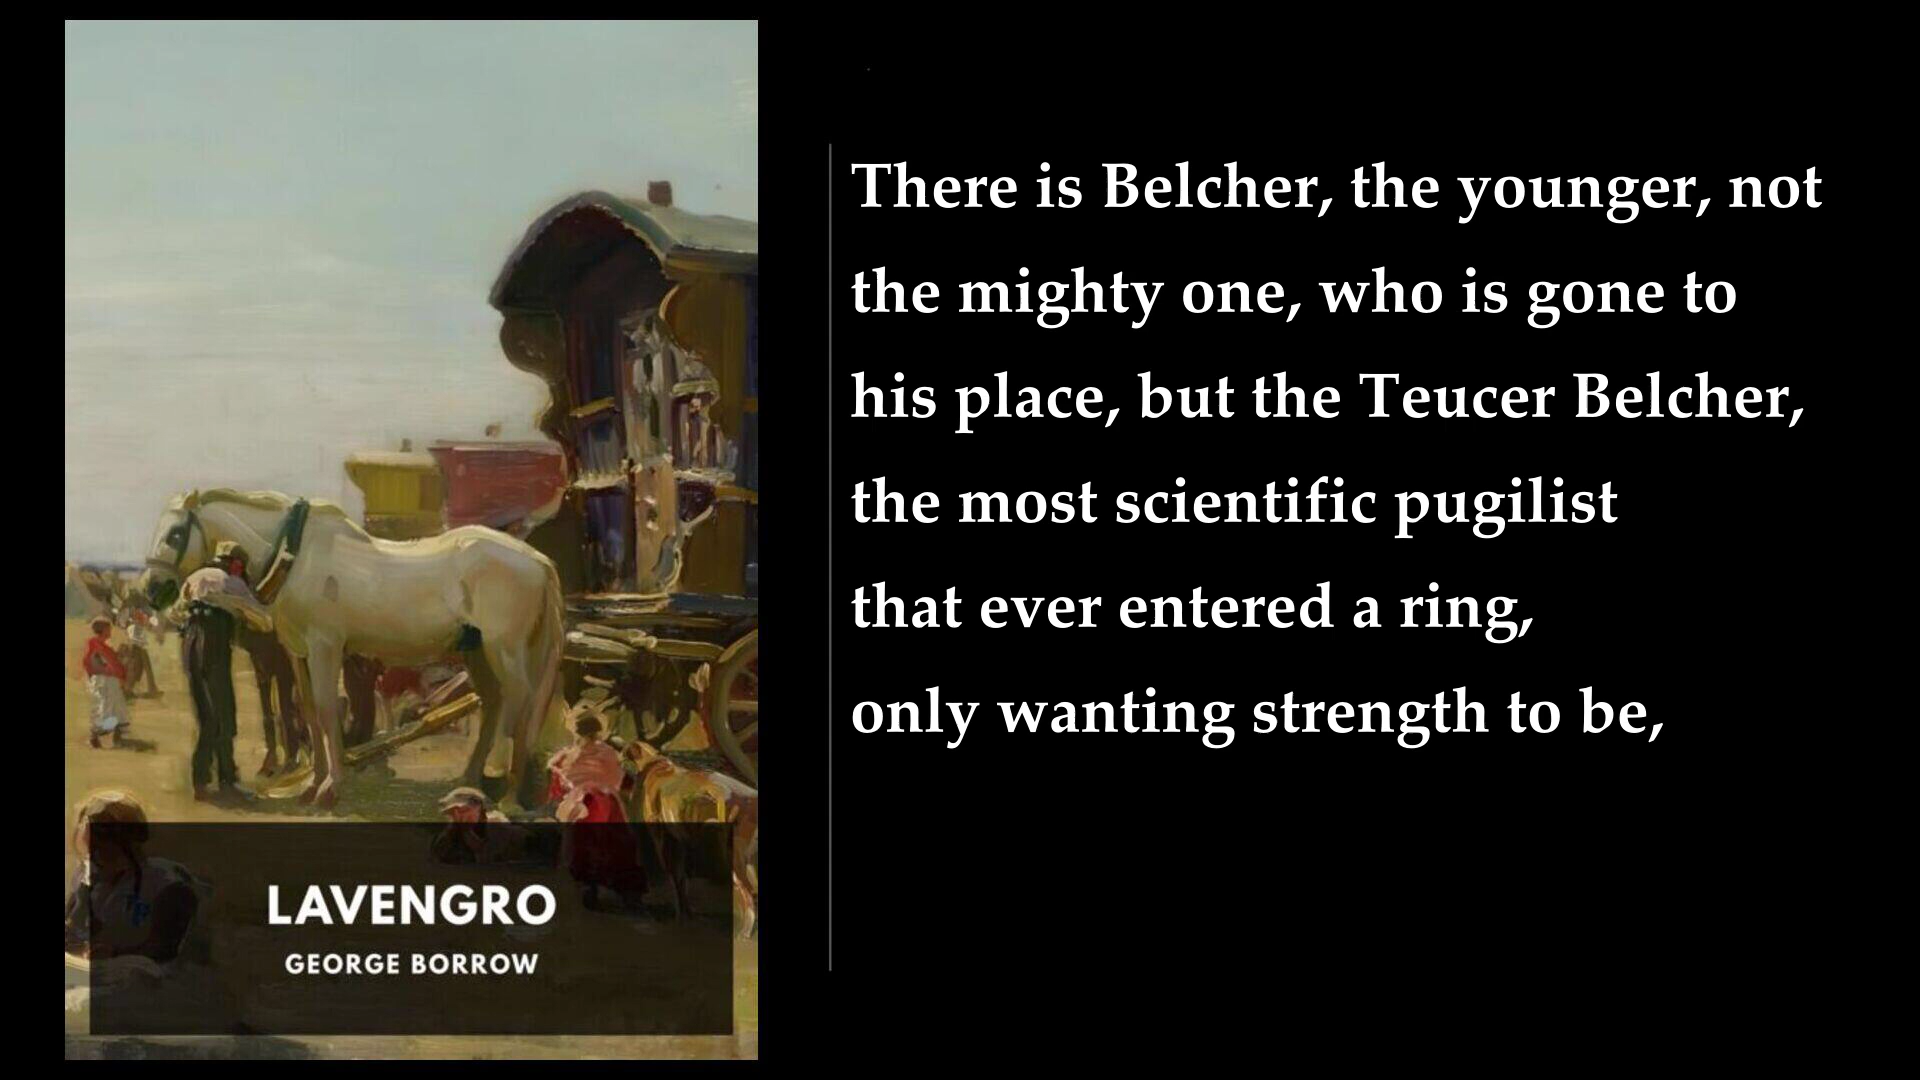 There is Belcher, the younger, not
the mighty one, who is gone to
his place, but the Teucer Belcher,
the most scientific pugilist
that ever entered a ring,
only wanting strength to be,
LAVENGRO
GEORGE BORROW